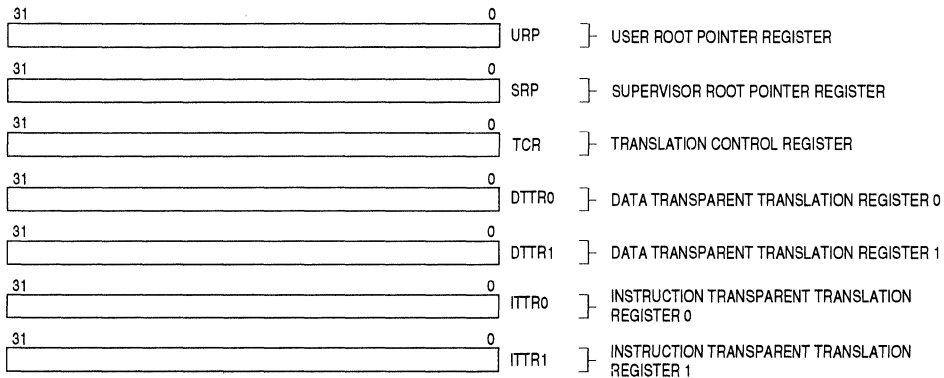 31 0
URP USER ROOT POINTER REGISTER
31 0
SRP SUPERVISOR ROOT POINTER REGISTER
31 0
TCR TRANSLATION CONTROL REGISTER
31 0
DTTR0 DATA TRANSPARENT TRANSLATION REGISTER 0
31 0
DTTR1 DATA TRANSPARENT TRANSLATION REGISTER 1
31 0
ITTR0 INSTRUCTION TRANSPARENT TRANSLATION
REGISTER 0
31 0
ITTR1 INSTRUCTION TRANSPARENT TRANSLATION
REGISTER 1